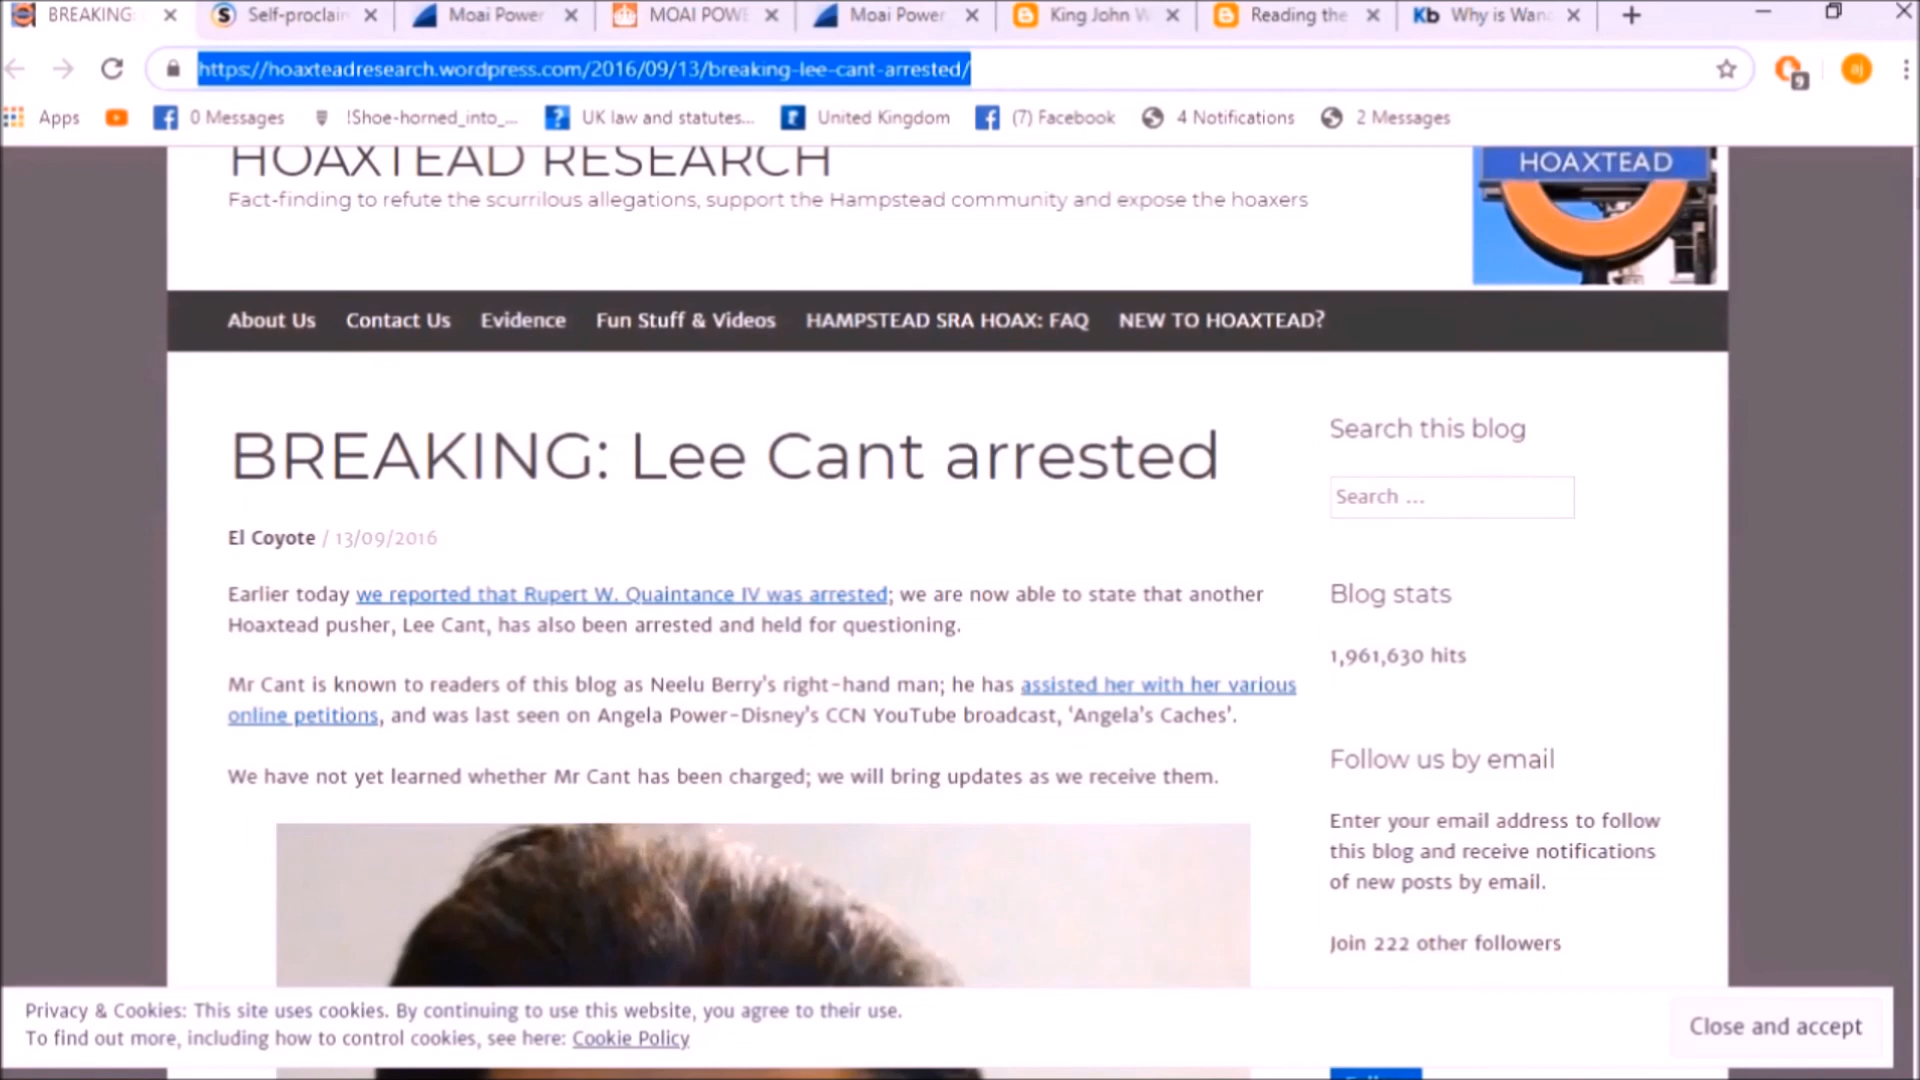 BREAKING:
Self-proclain
Moai Power
MOAI POWE
Moai Power
King John W
Reading the
Kb Why is Wan
https://hoaxteadresearch.wordpress.com/2016/09/13/breaking-lee-cant-arrested/
9
aj
Apps
0 Messages
!Shoe-horned_into_...
UK law and statutes...
United Kingdom
(7) Facebook
4 Notifications
2 Messages
HOAXTEAD RESEARCH
Fact-finding to refute the scurrilous allegations, support the Hampstead community and expose the hoaxers
HOAXTEAD
About Us
Contact Us
Evidence
Fun Stuff & Videos
HAMPSTEAD SRA HOAX: FAQ
NEW TO HOAXTEAD?
BREAKING: Lee Cant arrested
El Coyote / 13/09/2016
Earlier today we reported that Rupert W. Quaintance IV was arrested; we are now able to state that another
Hoaxtead pusher, Lee Cant, has also been arrested and held for questioning.
Mr Cant is known to readers of this blog as Neelu Berry's right-hand man; he has assisted her with her various
online petitions, and was last seen on Angela Power-Disney's CCN YouTube broadcast, 'Angela's Caches'.
We have not yet learned whether Mr Cant has been charged; we will bring updates as we receive them.
Search this blog
Search ...
Blog stats
1,961,630 hits
Follow us by email
Enter your email address to follow
this blog and receive notifications
of new posts by email.
Join 222 other followers
Privacy & Cookies: This site uses cookies. By continuing to use this website, you agree to their use.
To find out more, including how to control cookies, see here: Cookie Policy
Close and accept